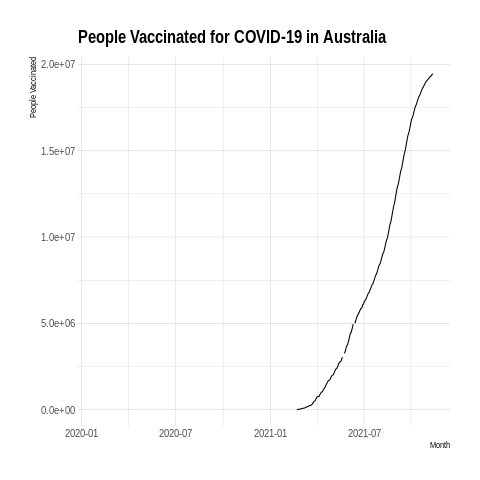 People Vaccinated for COVID-19 in Australia
People Vaccinated
2.0e+07
1.5e+07
1.0e+07
5.0e+06
0.0e+00
2020-01 2020-07 2021-01 2021-07
Month